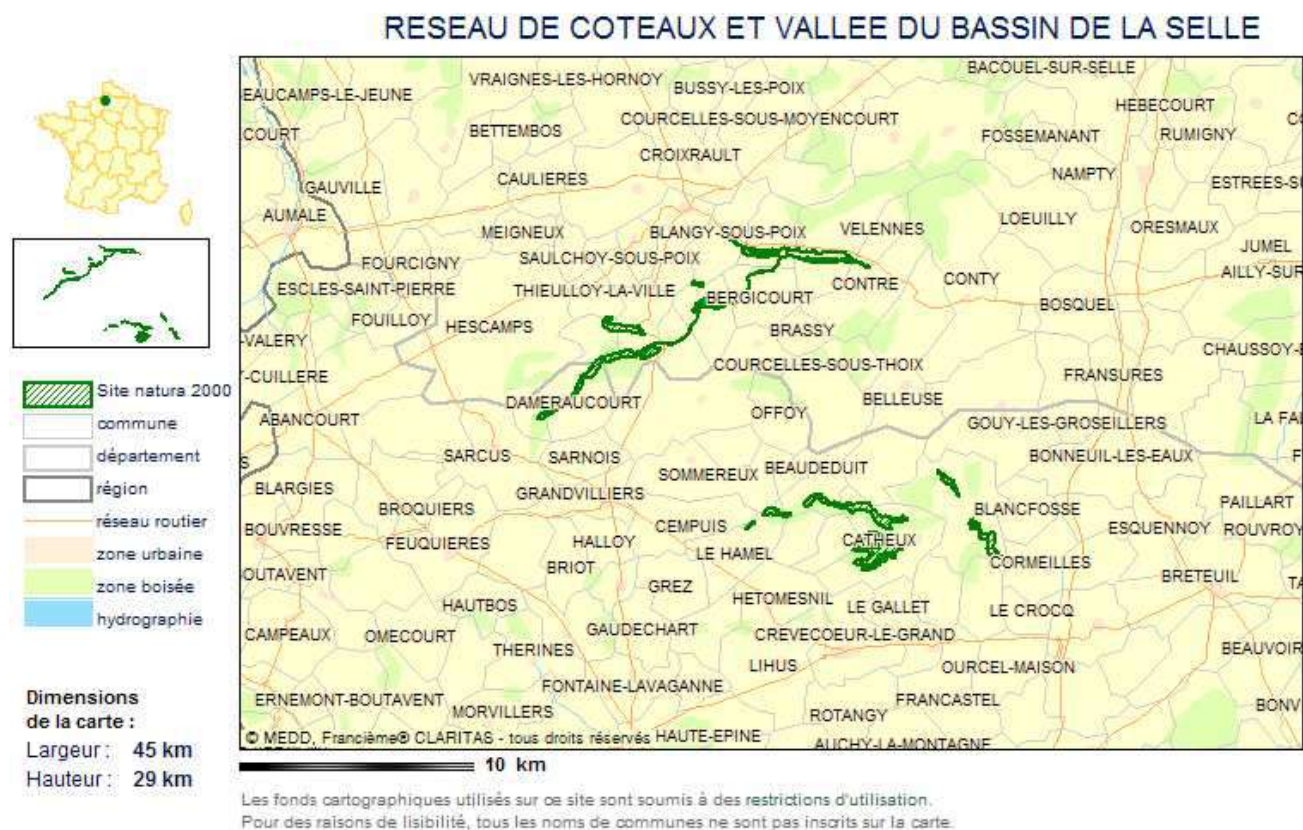 RESEAU DE COTEAUX ET VALLEE DU BASSIN DE LA SELLE
BACOUEL-SUR-SELLE
VRAIGNES-LES-HORNOY
BUSSY-LES-POIX
EAUCAMPS-LE-JEUNE
HEBECOURT
COURCELLES-SOUS-MOYENCOURT
COURT
BETTEMBOS
FOSSEMANANT
RUMIGNY
CROIXRAULT
NAMPTY
CAULIERES
ESTREES-S
GAUVILLE
AUMALE
LOEUILLY
ORESMAUX
MEIGNEUX
BLANGY-SOUS-POIX
VELENNES
JUMEL
SAULCHOY-SOUS-POIX
FOURCIGNY
AILLY-SUR
CONTY
CONTRE
ESCLES-SAINT-PIERRE
THIEULLOY-LA-VILLE
BERGICOURT
BOSQUEL
FOUILLOY
HESCAMPS
BRASSY
-VALERY
CHAUSSOY-E
COURCELLES-SOUS-THOIX
-CUILLERE
FRANSURES
DAMERAUCOURT
BELLEUSE
OFFOY
ABANCOURT
GOUY-LES-GROSEILLERS
LA FAL
SARCUS
SARNOIS
BONNEUIL-LES-EAUX
SOMMEREUX
BEAUDEDUIT
BLARGIES
GRANDVILLIERS
PAILLART
BROQUIERS
BLANCFOSSE
CEMPUIS
ESQUENNOY
ROUVROY
BOUVRESSE
FEUQUIERES
HALLOY
CATHEUX
LE HAMEL
CORMEILLES
BRIOT
OUTAVENT
BRETEUIL
GREZ
HETOMESNIL
HAUTBOS
LE GALLET
LE CROCQ
GAUDECHART
CAMPEAUX
OMECOURT
CREVECOEUR-LE-GRAND
THERINES
BEAUVOIR
LIHUS
OURCEL-MAISON
FONTAINE-LAVAGANNE
ERNEMONT-BOUTAVENT
FRANCASTEL
BONV
MORVILLERS
ROTANGY
© MEDD, Francième® CLARITAS - tous droits réservés
HAUTE-EPINE
AUCHY-LA-MONTAGNE
Site natura 2000
commune
département
région
réseau routier
zone urbaine
zone boisée
hydrographie
Dimensions
de la carte :
Largeur : 45 km
Hauteur : 29 km
10 km
Les fonds cartographiques utilisés sur ce site sont soumis à des restrictions d'utilisation.
Pour des raisons de lisibilité, tous les noms de communes ne sont pas inscrits sur la carte.